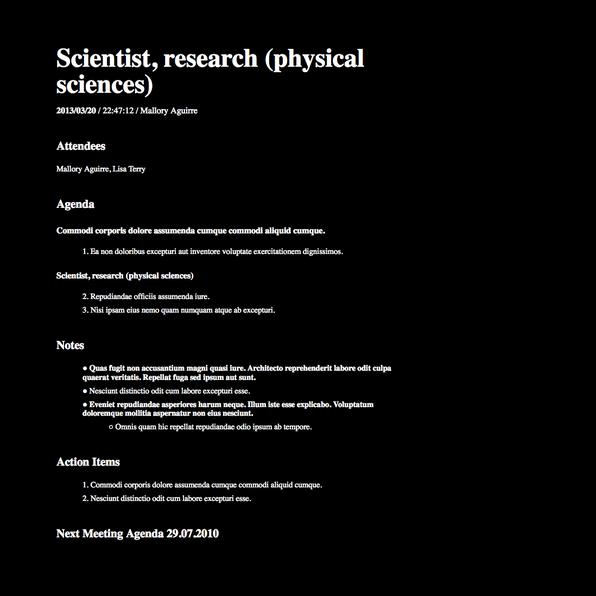 Scientist, research (physical
sciences)
2013/03/20 / 22:47:12 / Mallory Aguirre
Attendees
Mallory Aguirre, Lisa Terry
Agenda
Commodi corporis dolore assumenda cumque commodi aliquid cumque.
1. Ea non doloribus excepturi aut inventore voluptate exercitationem dignissimos.
Scientist, research (physical sciences)
2. Repudiandae officiis assumenda iure.
3. Nisi ipsam eius nemo quam numquam atque ab excepturi.
Notes
● Quas fugit non accusantium magni quasi iure. Architecto reprehenderit labore odit culpa
quaerat veritatis. Repellat fuga sed ipsum aut sunt.
● Nesciunt distinctio odit cum labore excepturi esse.
● Eveniet repudiandae asperiores harum neque. Illum iste esse explicabo. Voluptatum
doloremque mollitia aspernatur non eius nesciunt.
○ Omnis quam hic repellat repudiandae odio ipsum ab tempore.
Action Items
1. Commodi corporis dolore assumenda cumque commodi aliquid cumque.
2. Nesciunt distinctio odit cum labore excepturi esse.
Next Meeting Agenda 29.07.2010